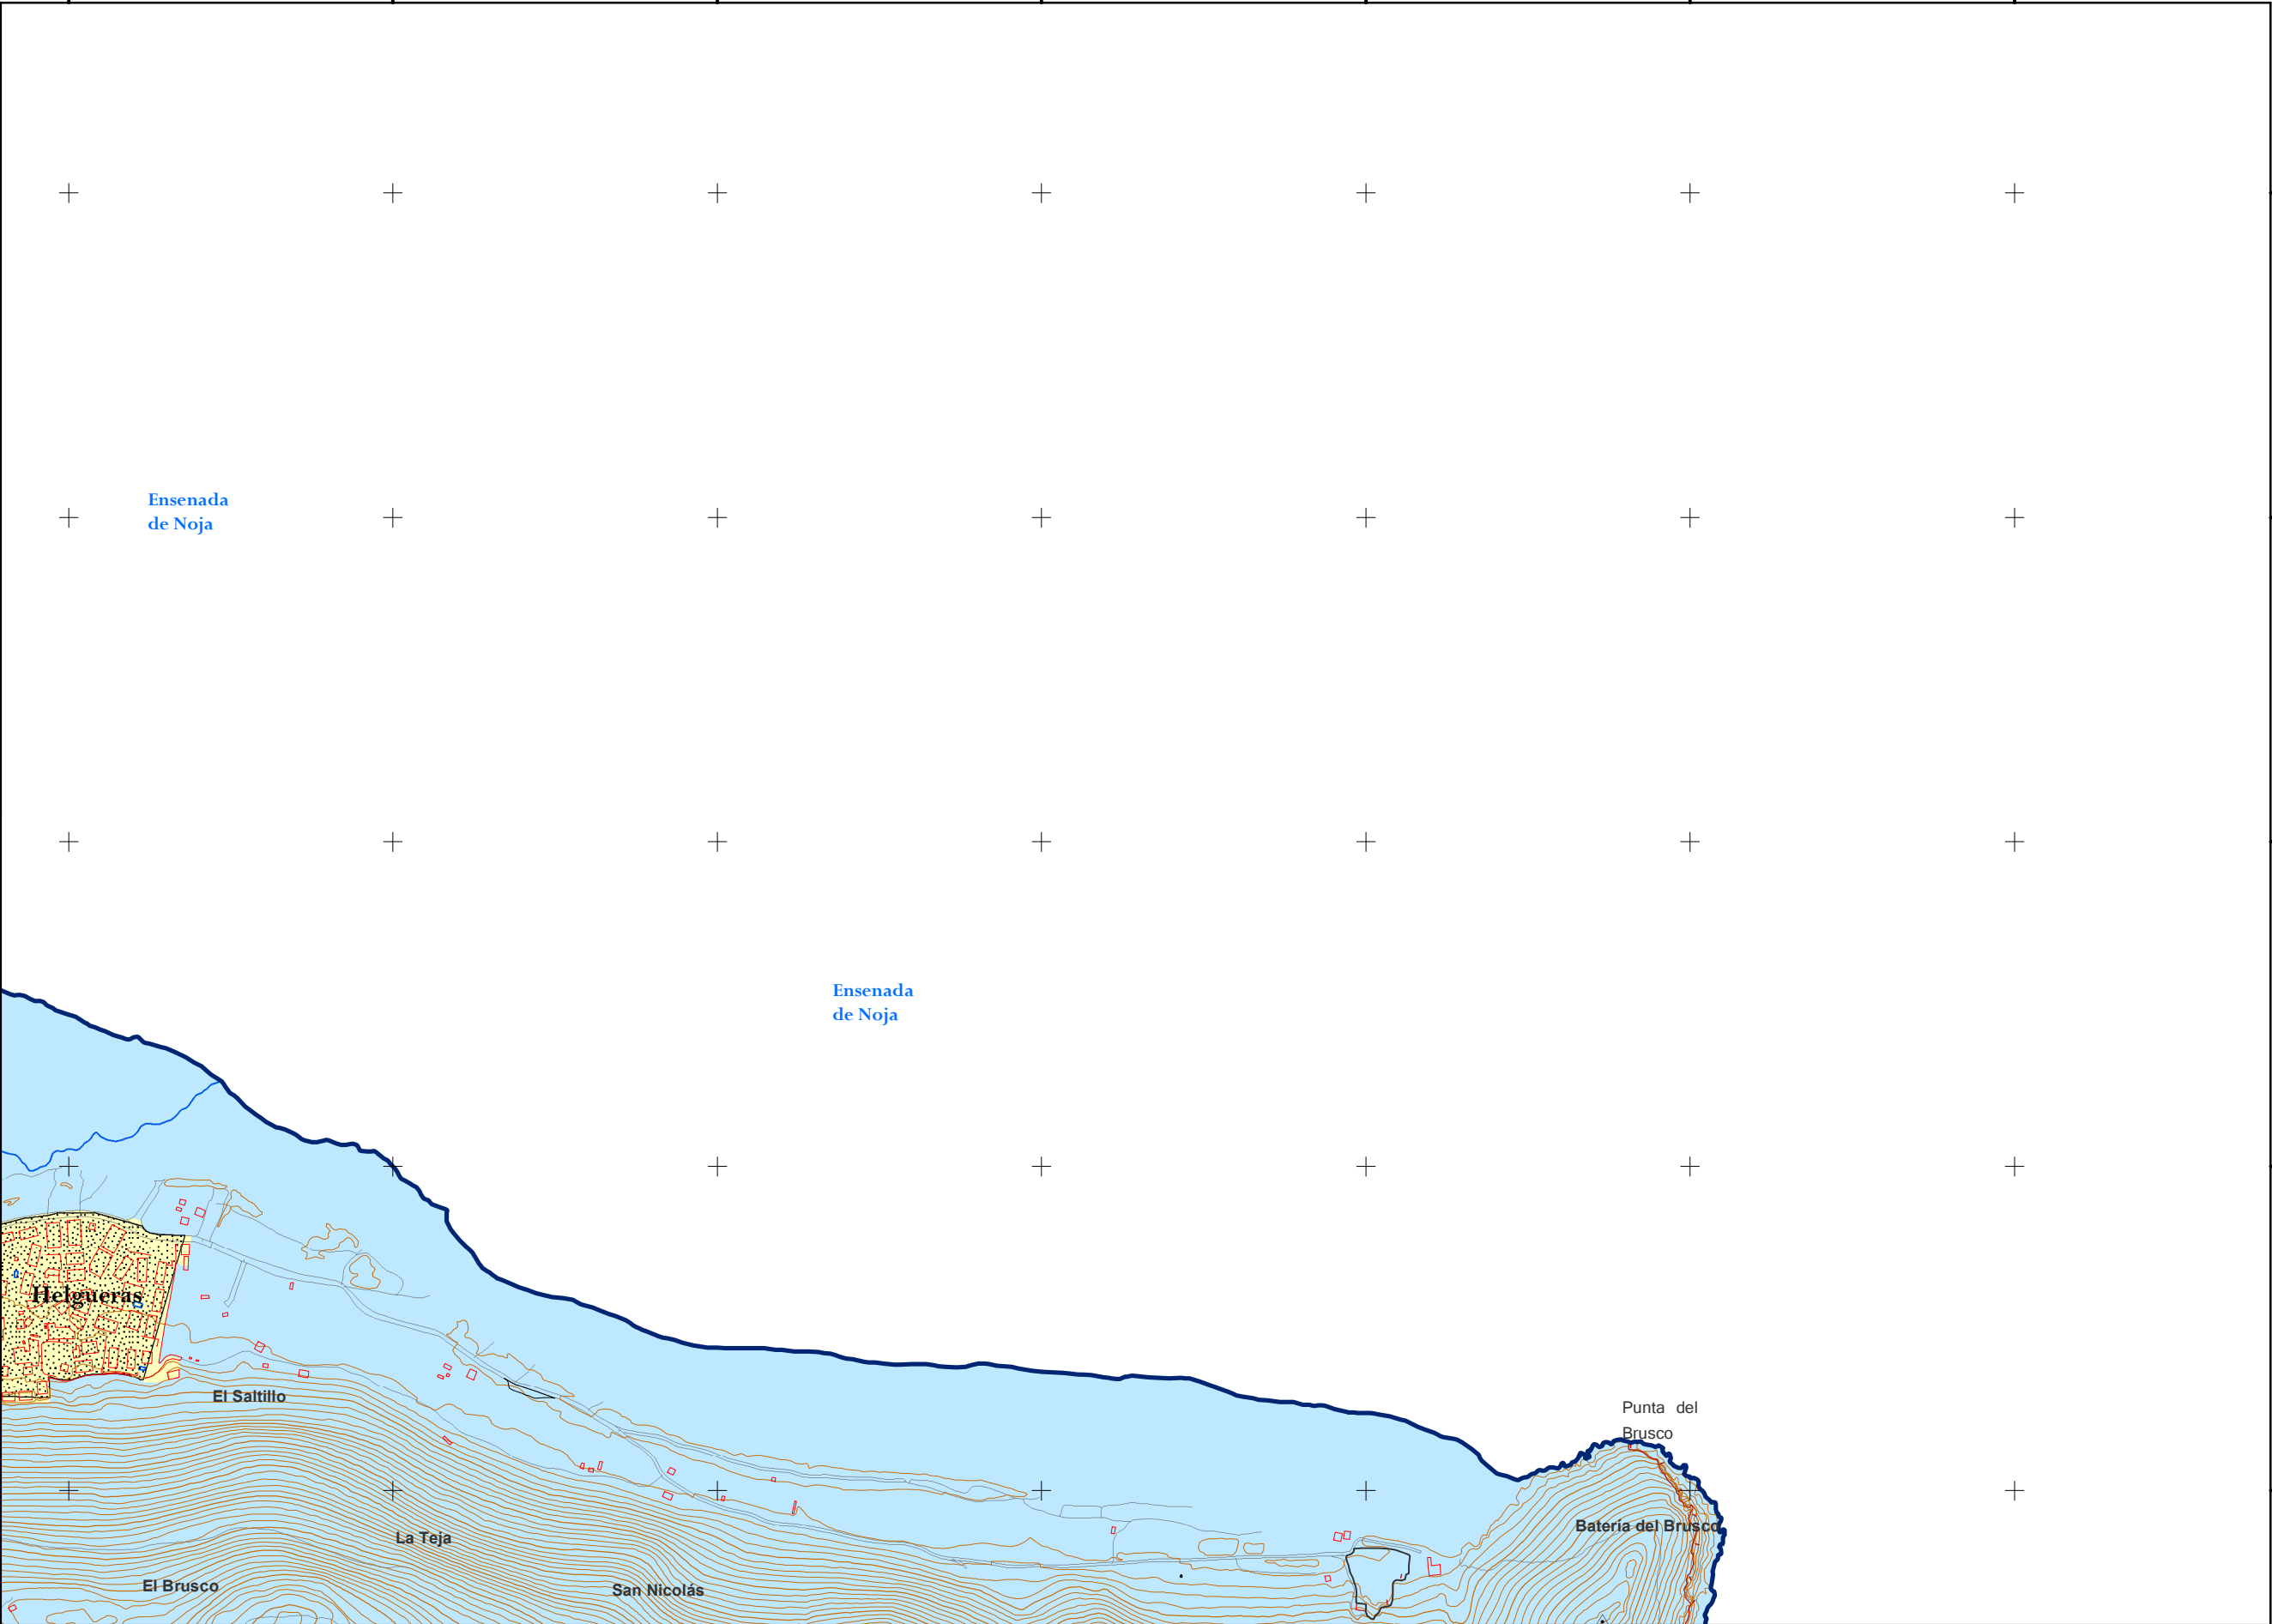 Ensenada
de Noja
Ensenada
de Noja
Helgueras
El Saltillo
Punta del
Brusco
Bateria del Brusco
La Teja
El Brusco
San Nicolás